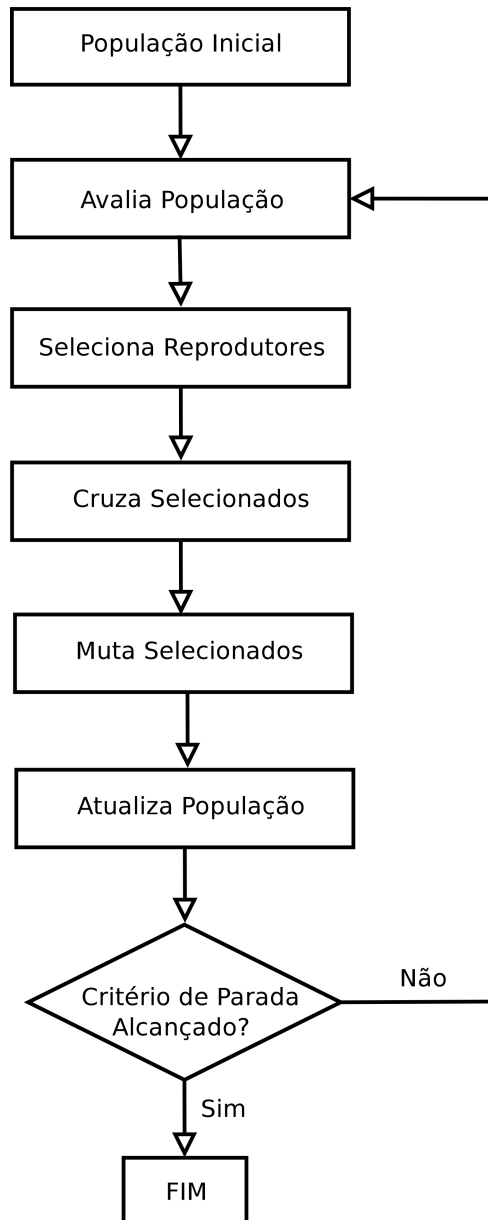 População Inicial
Avalia População
Seleciona Reprodutores
Cruza Selecionados
Muta Selecionados
Atualiza População
Critério de Parada
Alcançado?
Não
Sim
FIM